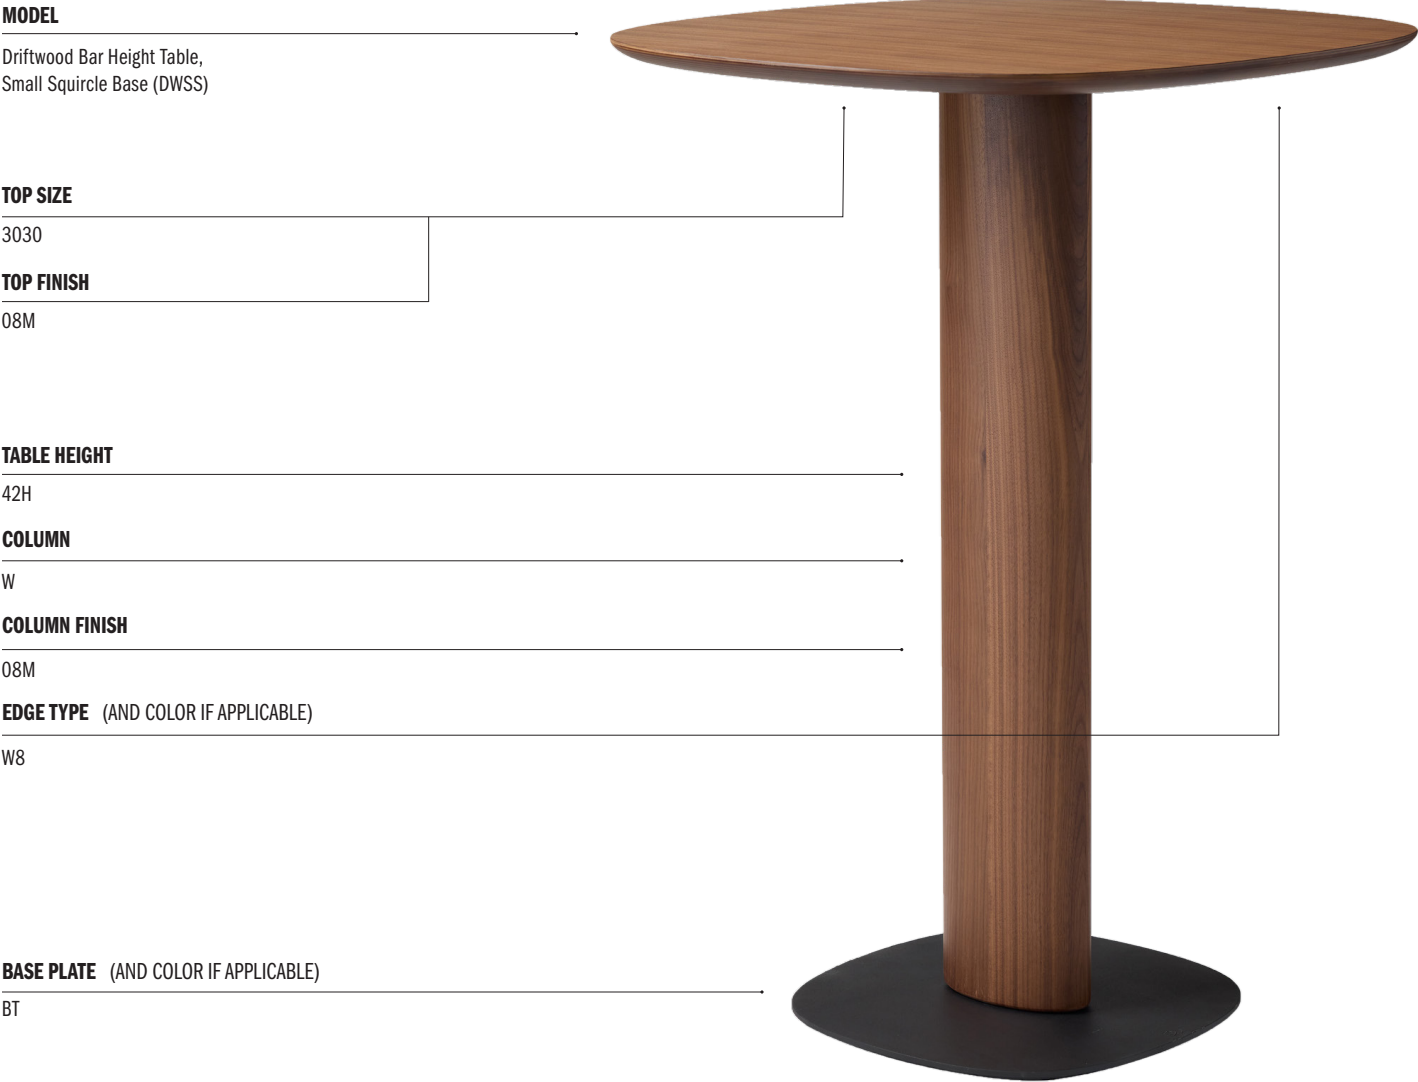 MODEL
Driftwood Bar Height Table,
Small Squircle Base (DWSS)
TOP SIZE
3030
TOP FINISH
08M
TABLE HEIGHT
42H
COLUMN
W
COLUMN FINISH
08M
EDGE TYPE (AND COLOR IF APPLICABLE)
W8
BASE PLATE (AND COLOR IF APPLICABLE)
BT